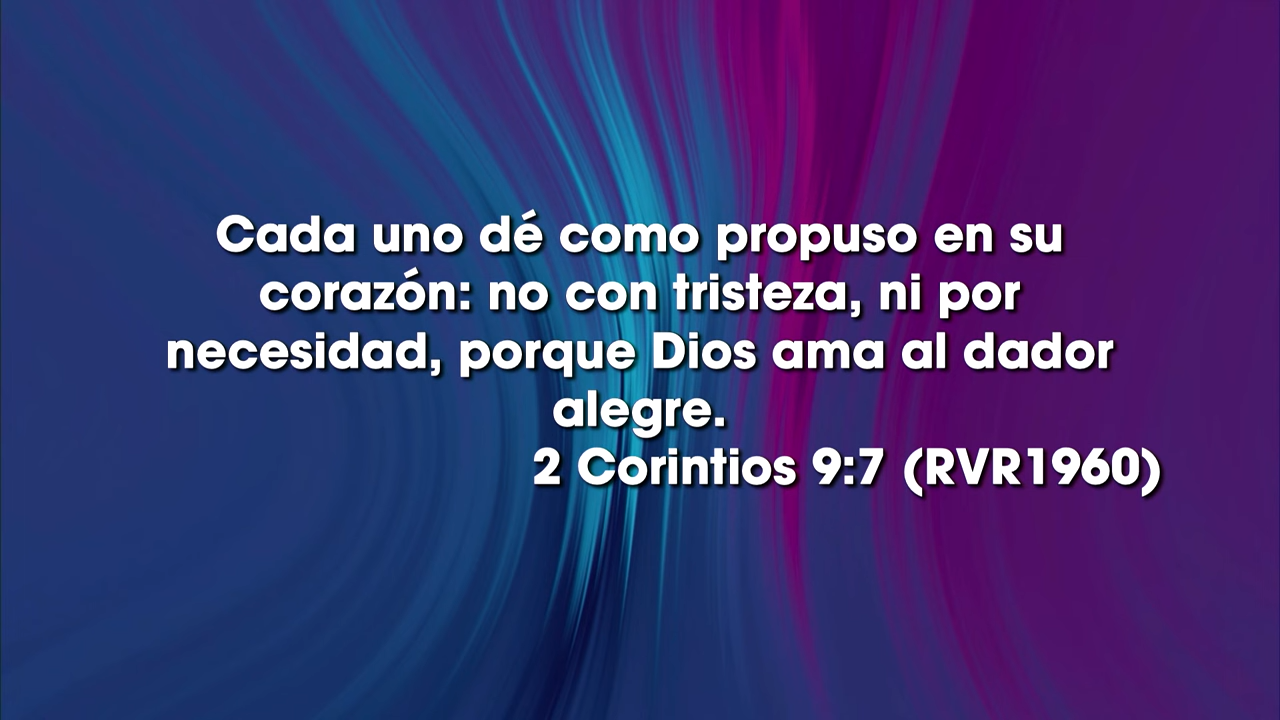 Cada uno dé como propuso en su
corazón: no con tristeza, ni por
necesidad, porque Dios ama al dador
alegre.
2 Corintios 9:7 (RVR1960)